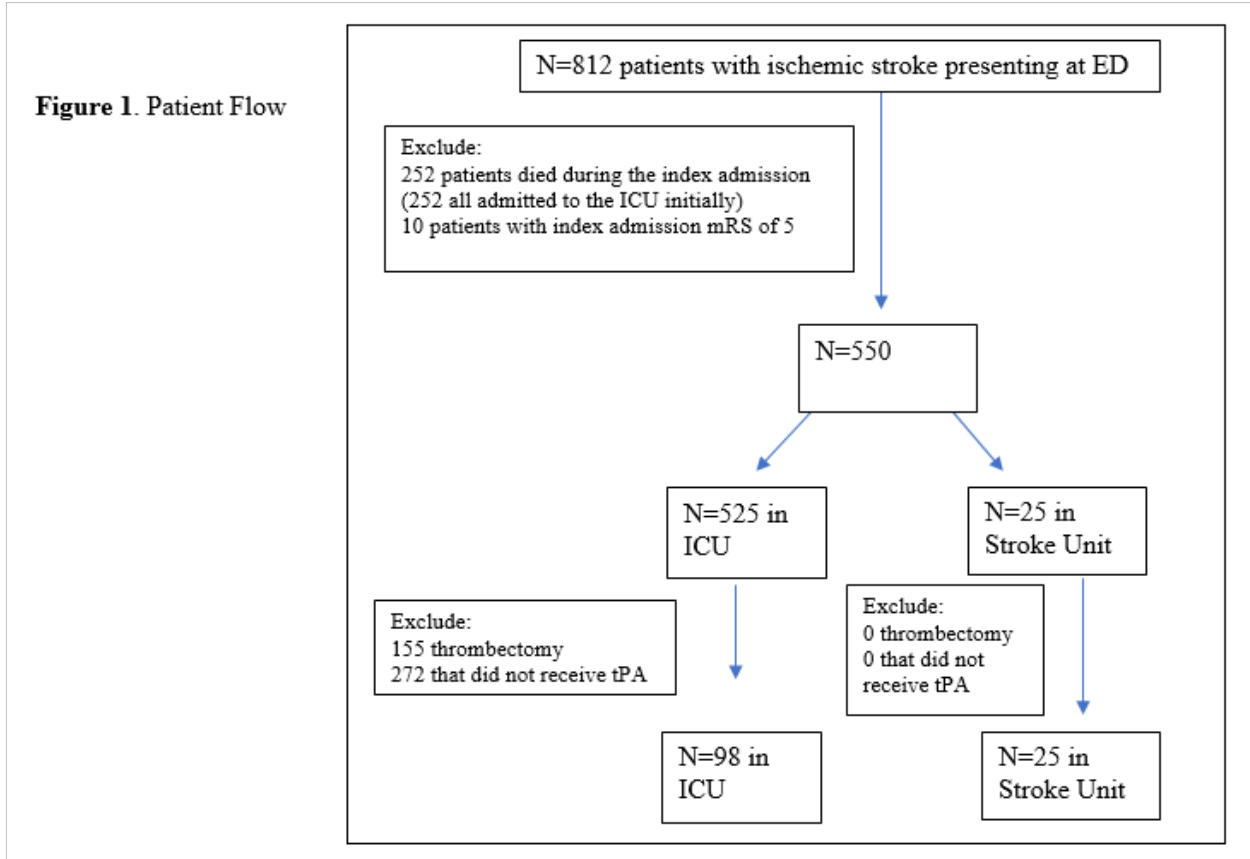 N=812 patients with ischemic stroke presenting at ED
Figure 1. Patient Flow
Exclude:
252 patients died during the index admission
(252 all admitted to the ICU initially)
10 patients with index admission mRS of 5
N=550
N=525 in
ICU
N=25 in
Stroke Unit
Exclude:
155 thrombectomy
272 that did not receive tPA
Exclude:
0 thrombectomy
0 that did not
receive tPA
N=98 in
ICU
N=25 in
Stroke Unit